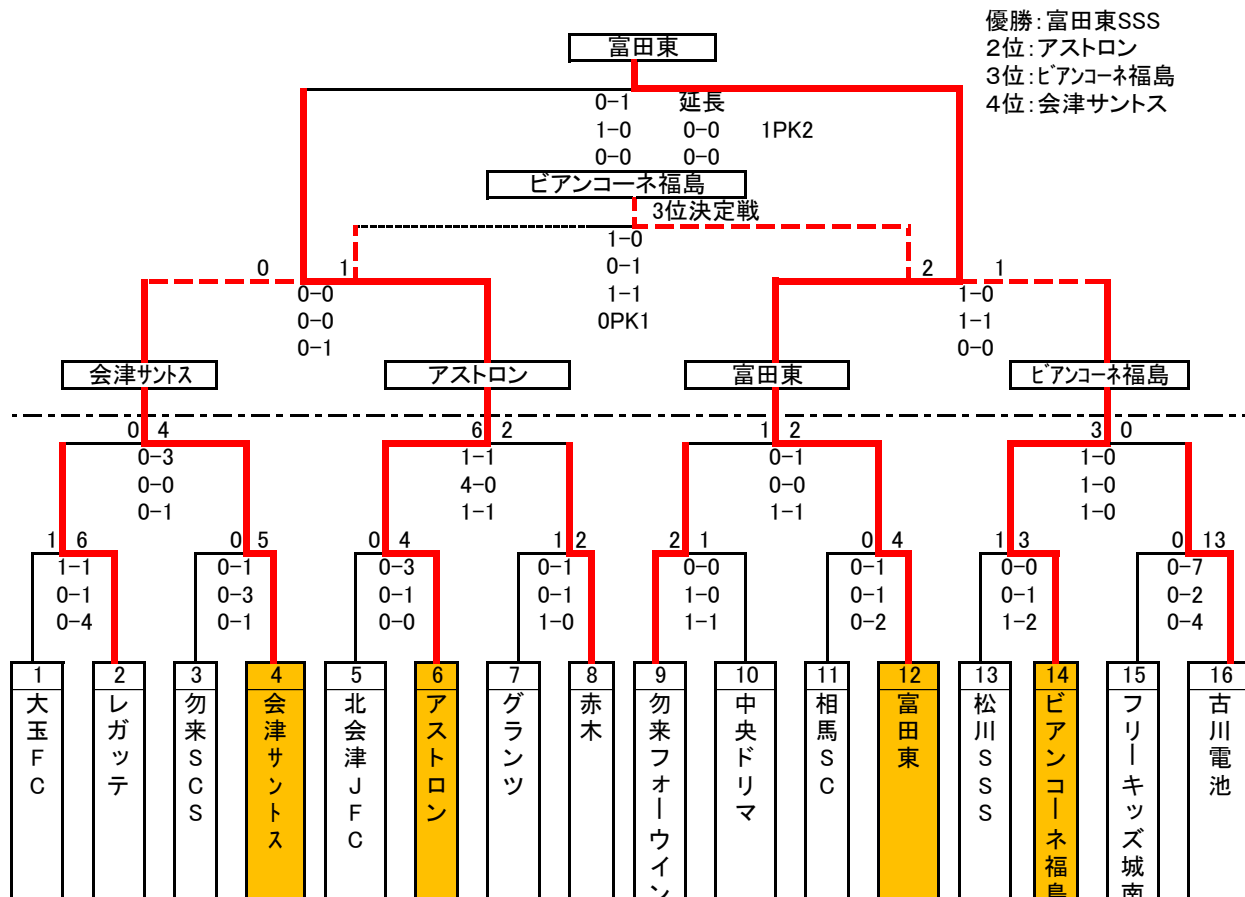 優勝：富田東SSS
2位：アストロン
3位：ﾋﾞｱﾝｺｰﾈ福島
4位：会津サントス
富田東
0-1 延長
1-0 0-0 1PK2
0-0 0-0
ビアンコーネ福島
3位決定戦
1-0
0-1
1-1
0PK1
0 1
0-0
0-0
0-1
2 1
1-0
1-1
0-0
会津ｻﾝﾄｽ
アストロン
富田東
ﾋﾞｱﾝｺｰﾈ福島
0 4
0-3
0-0
0-1
6 2
1-1
4-0
1-1
1 2
0-1
0-0
1-1
3 0
1-0
1-0
1-0
1 6
1-1
0-1
0-4
0 5
0-1
0-3
0-1
0 4
0-3
0-1
0-0
1 2
0-1
0-1
1-0
2 1
0-0
1-0
1-1
0 4
0-1
0-1
0-2
1 3
0-0
0-1
1-2
0 13
0-7
0-2
0-4
1
大玉FC
2
レガッテ
3
勿来SCS
4
会津サントス
5
北会津JFC
6
アストロン
7
グランツ
8
赤木
9
勿来フォーウイン
10
中央ドリマ
11
相馬SC
12
富田東
13
松川SSS
14
ビアンコーネ福島
15
フリーキッズ城南
16
古川電池